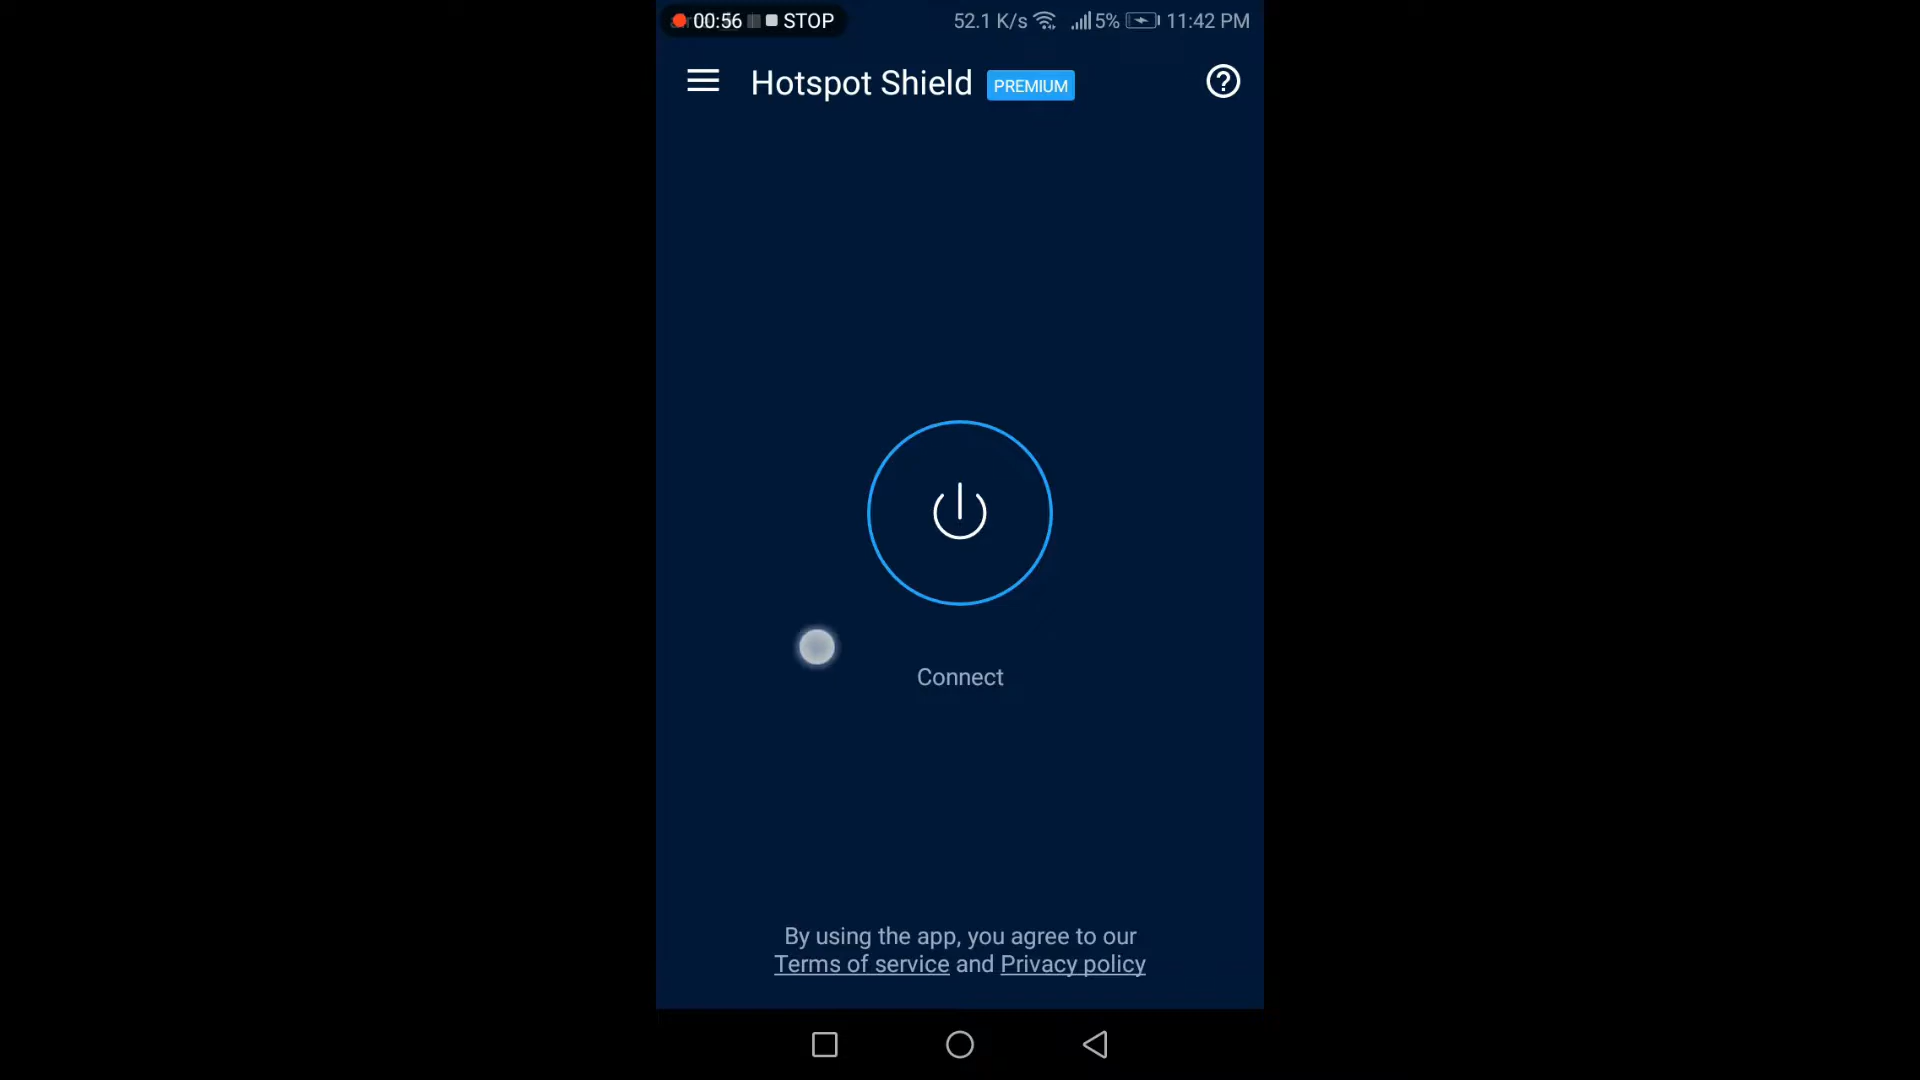 00:56 STOP 52.1 K/s 5% 11:42 PM
Hotspot Shield PREMIUM
Connect
By using the app, you agree to our
Terms of service and Privacy policy